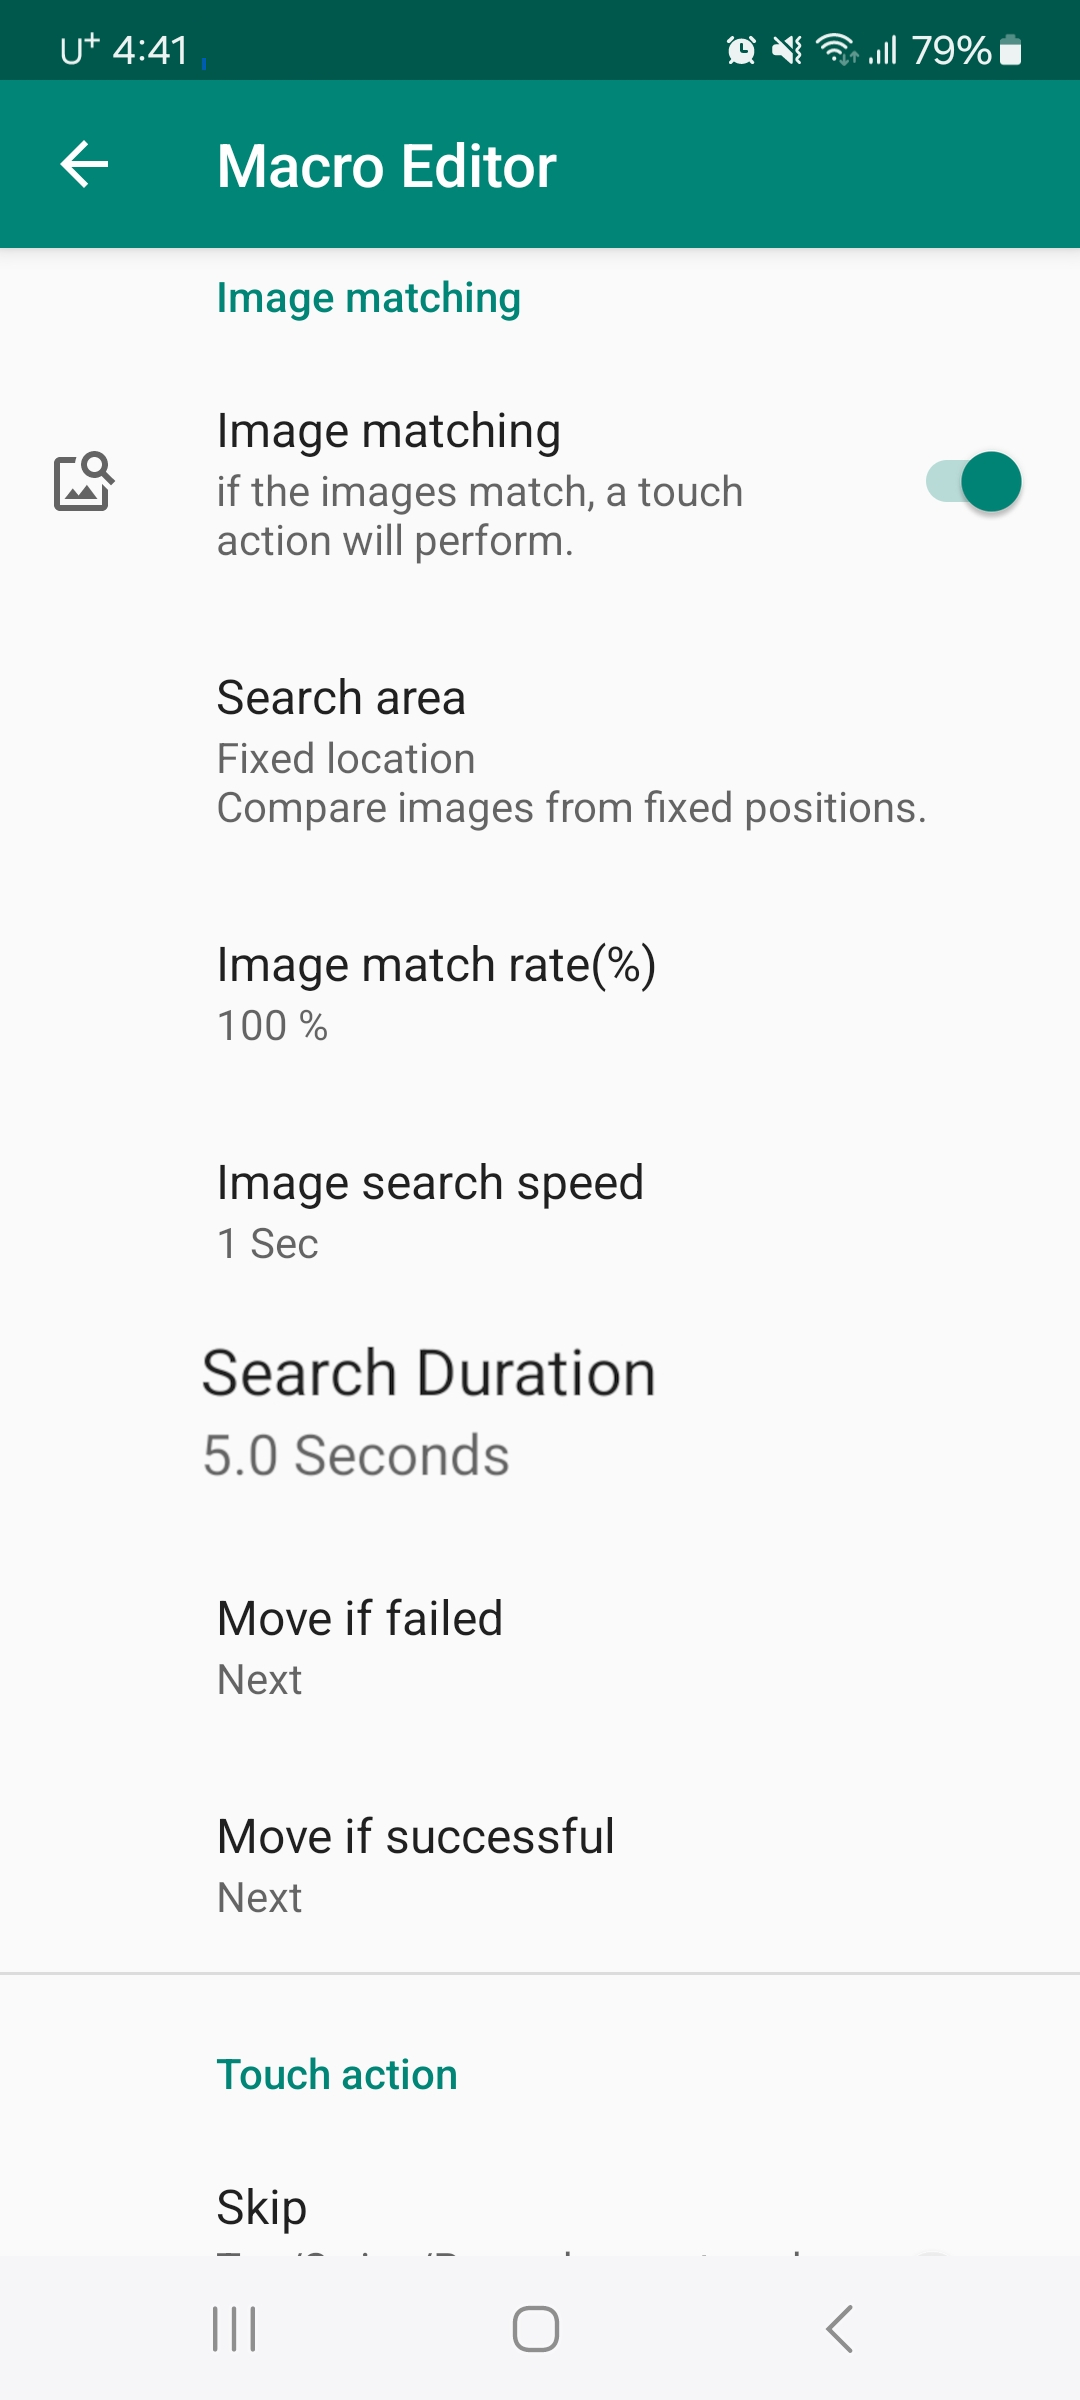 U+ 4:41 79%
Macro Editor
Image matching
Image matching
if the images match, a touch
action will perform.
Search area
Fixed location
Compare images from fixed positions.
Image match rate(%)
100 %
Image search speed
1 Sec
Search Duration
5.0 Seconds
Move if failed
Next
Move if successful
Next
Touch action
Skip